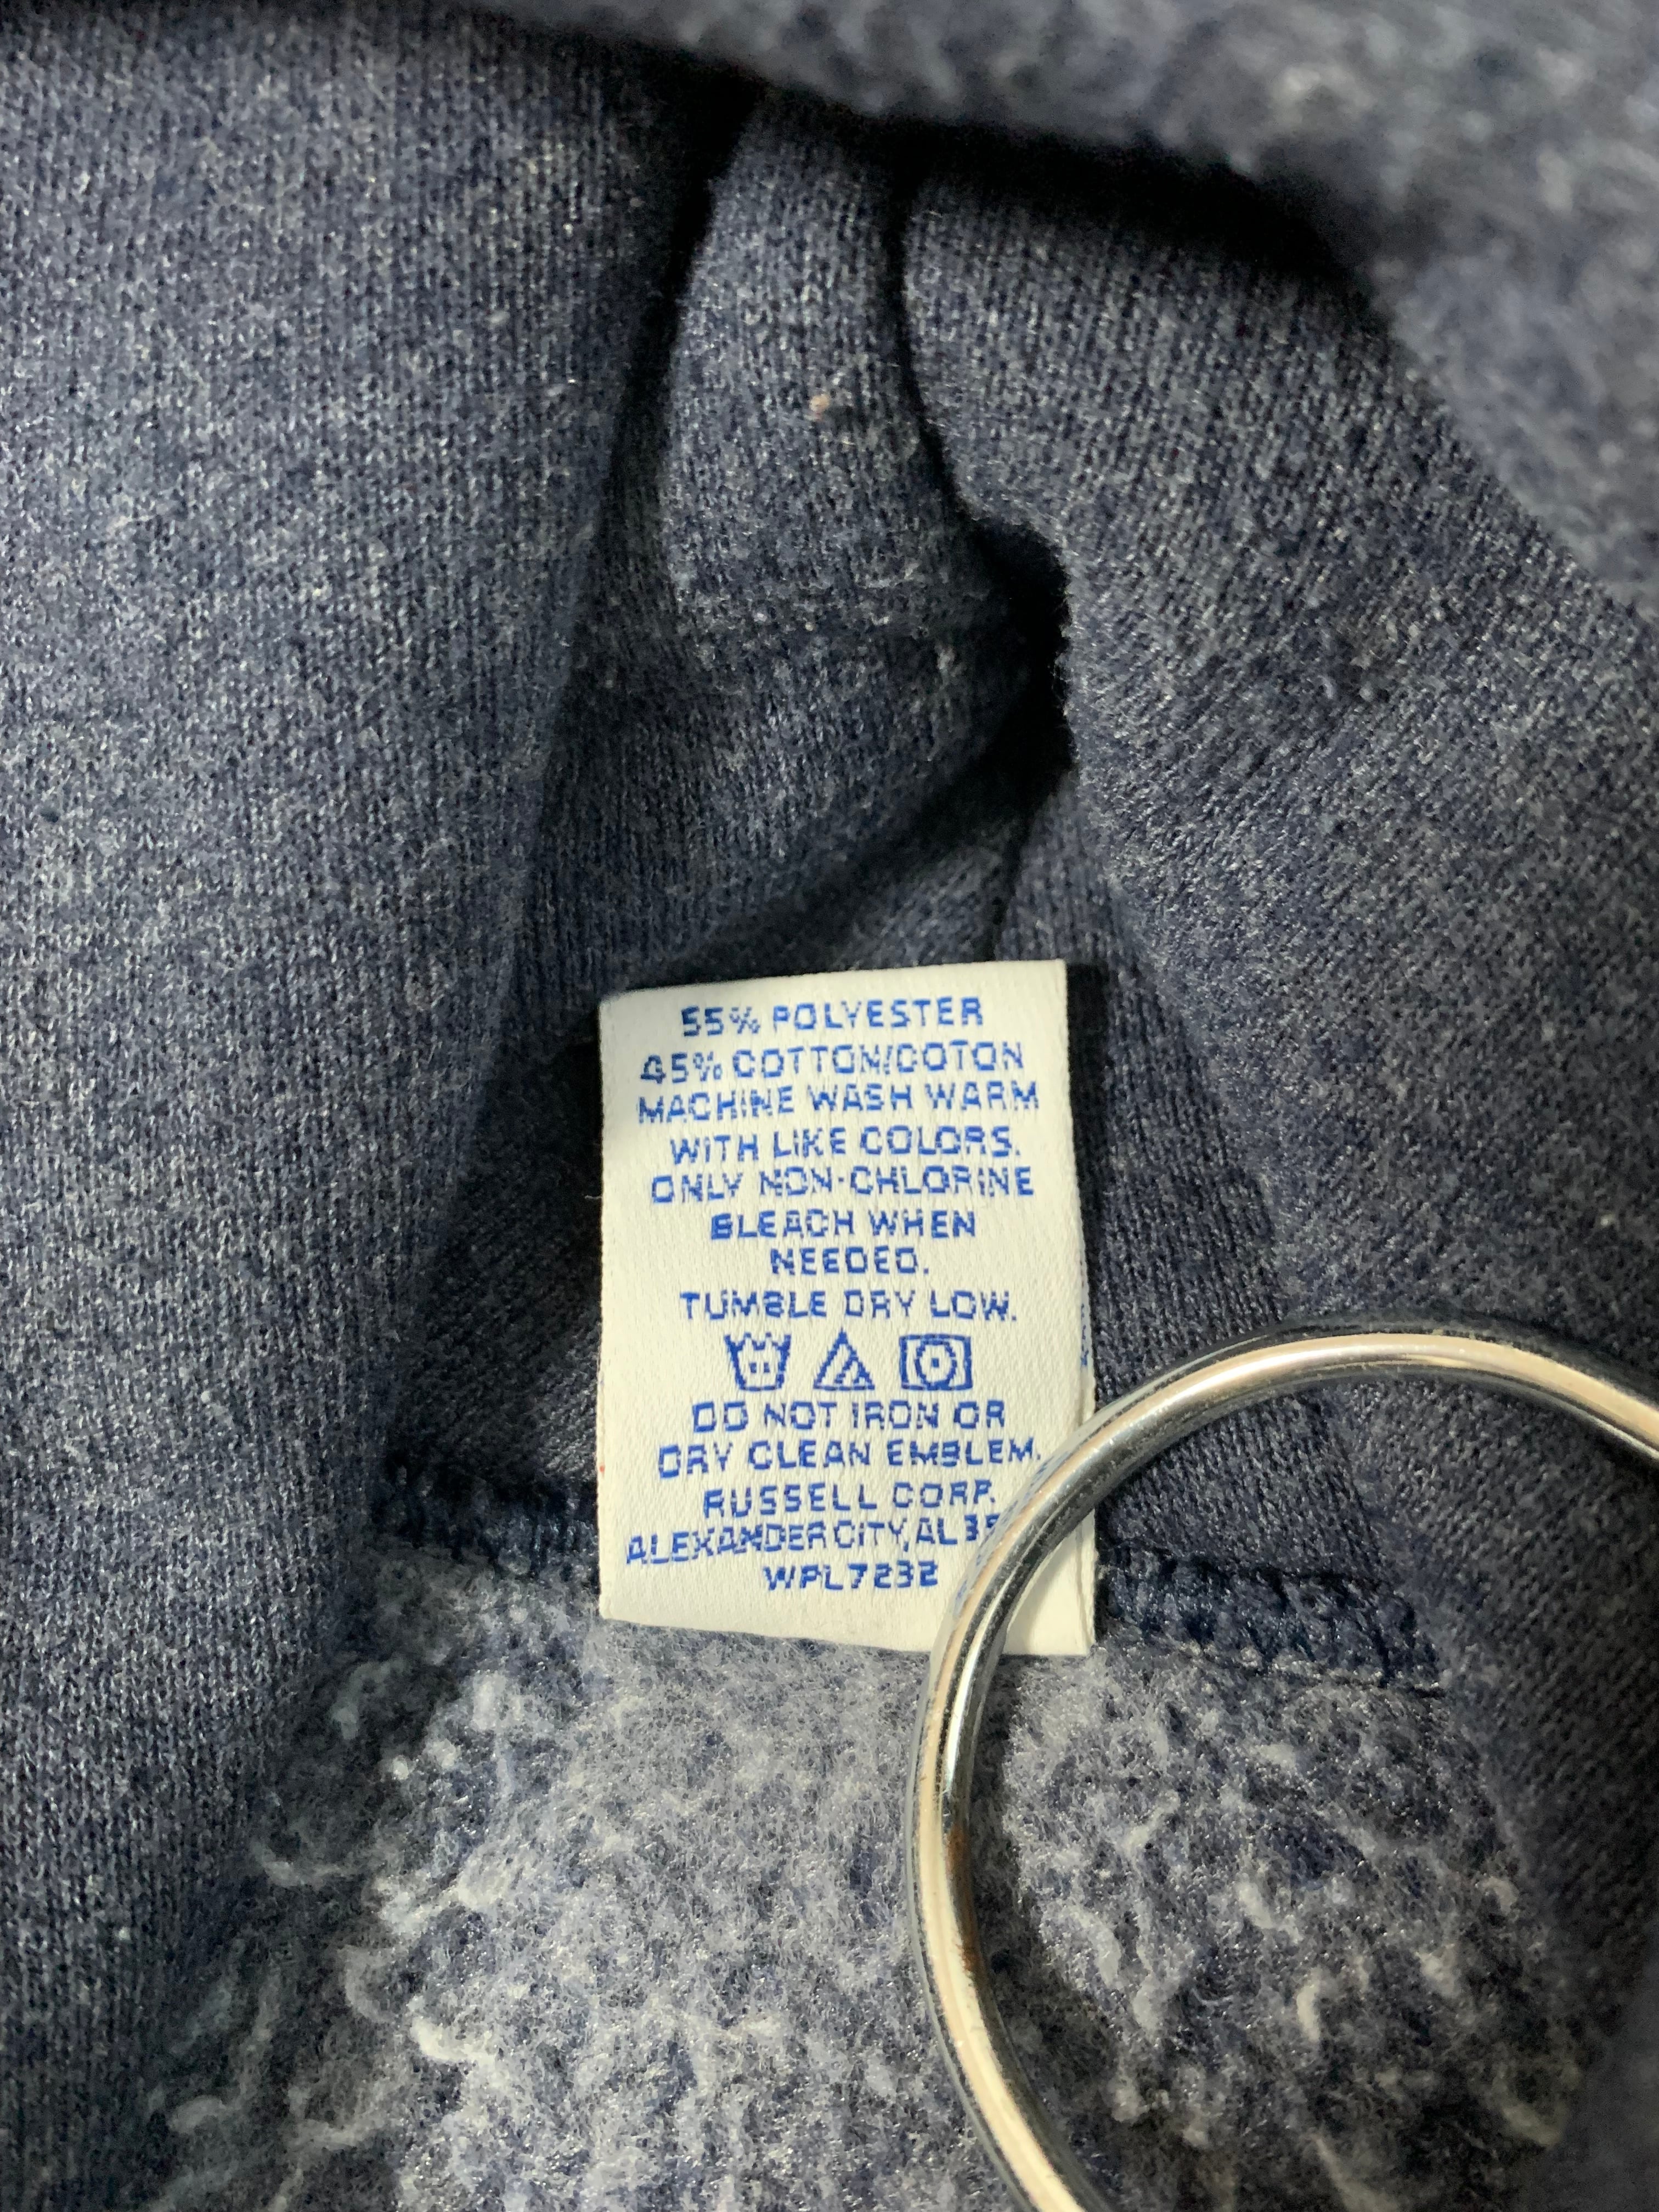 55% POLYESTER
45% COTTON/COTON
MACHINE WASH WARM
WITH LIKE COLORS.
ONLY NON-CHLORINE
BLEACH WHEN
NEEDED.
TUMBLE DRY LOW.
DO NOT IRON OR
DRY CLEAN EMBLEM.
RUSSELL CORP.
ALEXANDER CITY, AL
WPL7232